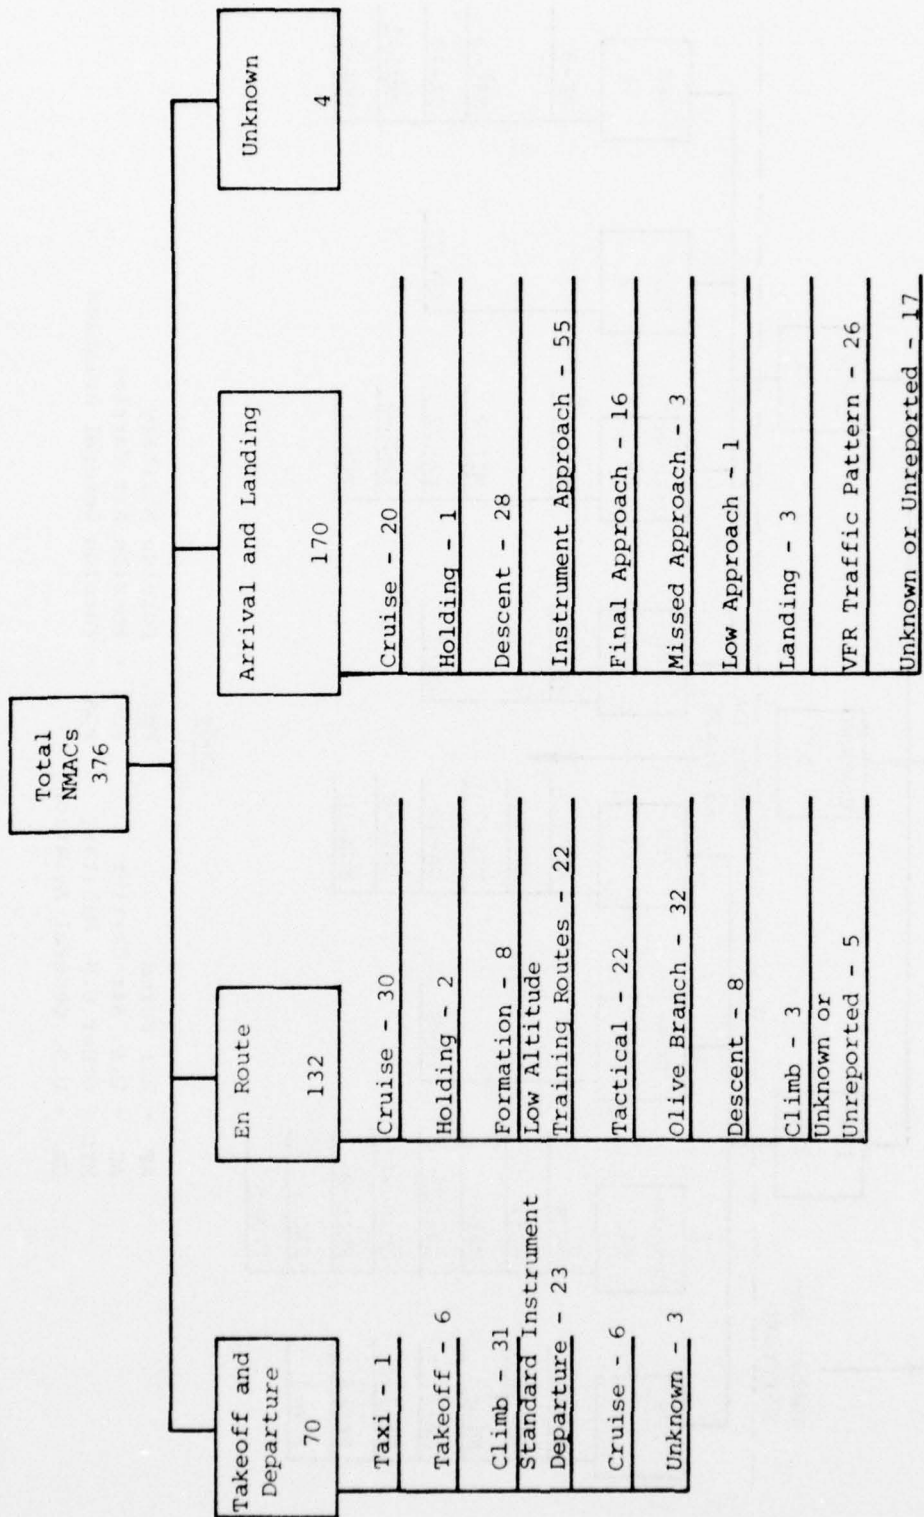 Total
NMACs
376
Takeoff and
Departure
70
Taxi - 1
Takeoff - 6
Climb - 31
Standard Instrument
Departure - 23
Cruise - 6
Unknown - 3
En Route
132
Cruise - 30
Holding - 2
Formation - 8
Low Altitude
Training Routes - 22
Tactical - 22
Olive Branch - 32
Descent - 8
Climb - 3
Unknown or
Unreported - 5
Arrival and Landing
170
Cruise - 20
Holding - 1
Descent - 28
Instrument Approach - 55
Final Approach - 16
Missed Approach - 3
Low Approach - 1
Landing - 3
VFR Traffic Pattern - 26
Unknown or Unreported - 17
Unknown
4